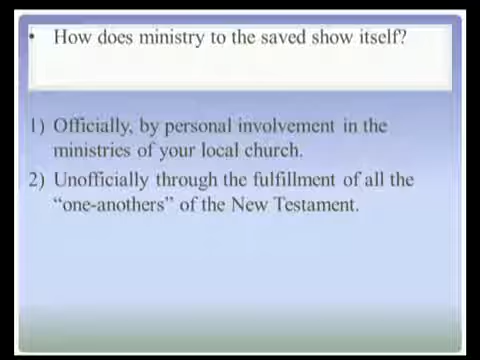 • How does ministry to the saved show itself?
1) Officially, by personal involvement in the
ministries of your local church.
2) Unofficially through the fulfillment of all the
“one-anothers” of the New Testament.